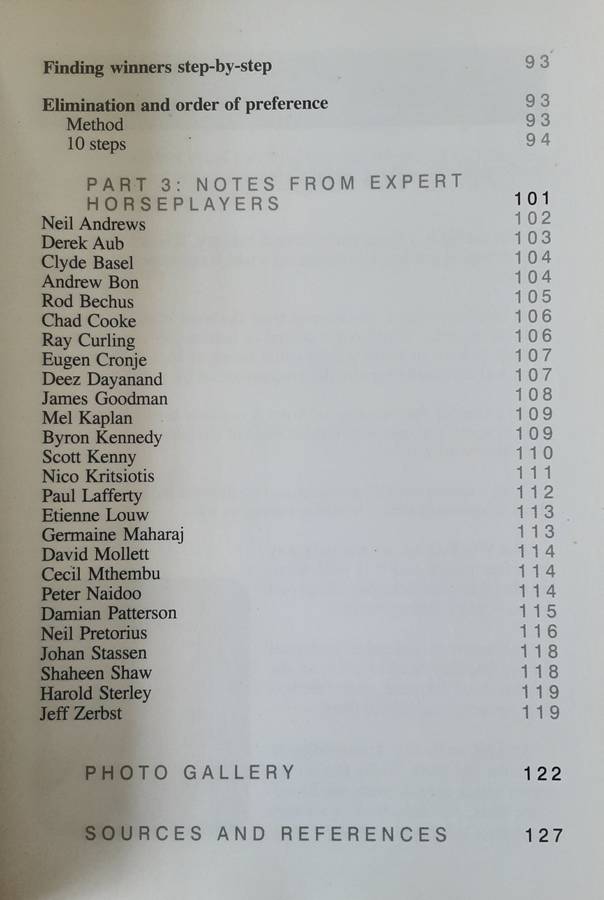 Finding winners step-by-step 93
Elimination and order of preference 93
Method 93
10 steps 94
PART 3: NOTES FROM EXPERT
HORSEPLAYERS 101
Neil Andrews 102
Derek Aub 103
Clyde Basel 104
Andrew Bon 104
Rod Bechus 105
Chad Cooke 106
Ray Curling 106
Eugen Cronje 107
Deez Dayanand 107
James Goodman 108
Mel Kaplan 109
Byron Kennedy 109
Scott Kenny 110
Nico Kritsiotis 111
Paul Lafferty 112
Etienne Louw 113
Germaine Maharaj 113
David Mollett 114
Cecil Mthembu 114
Peter Naidoo 114
Damian Patterson 115
Neil Pretorius 116
Johan Stassen 118
Shaheen Shaw 118
Harold Sterley 119
Jeff Zerbst 119
PHOTO GALLERY 122
SOURCES AND REFERENCES 127